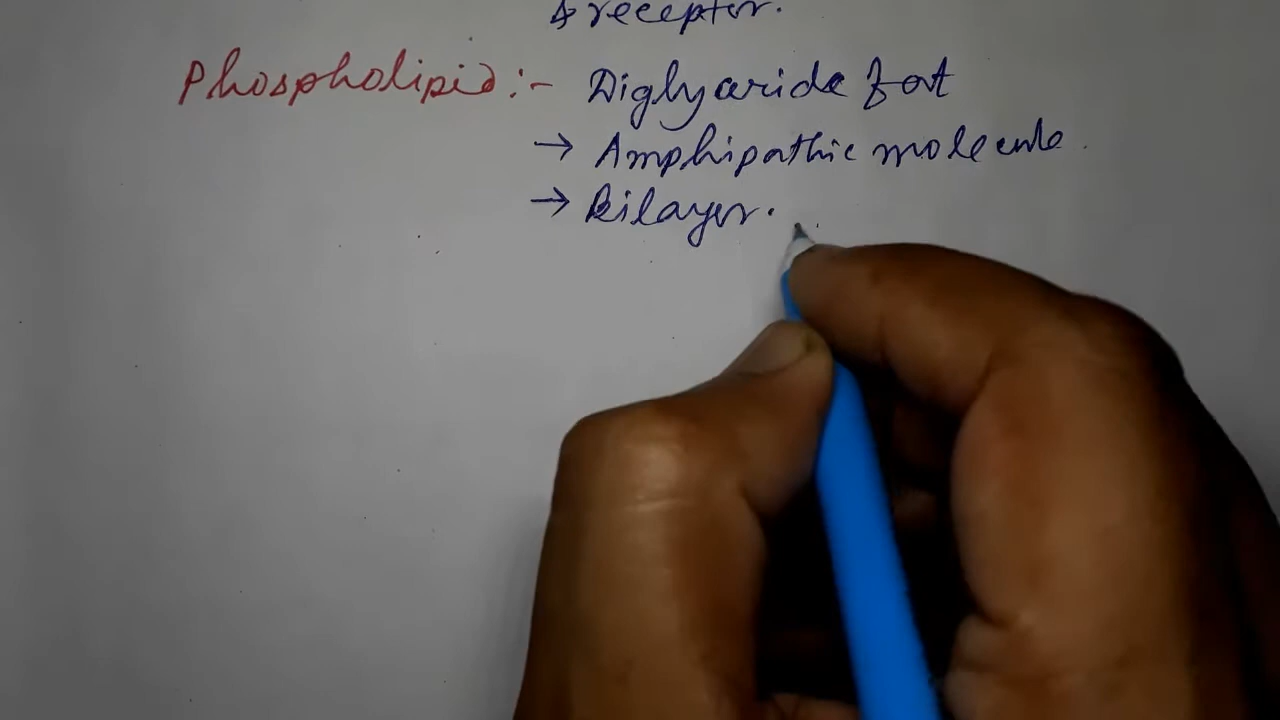 & receptor.
Phospholipid :- Diglyceride fat
→ Amphipathic molecule.
→ Bilayer.